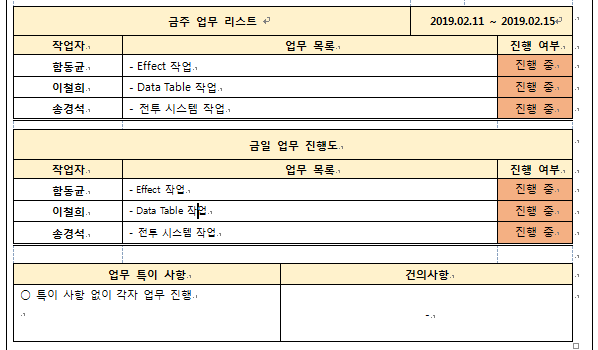 금주 업무 리스트 2019.02.11 ~ 2019.02.15
작업자 업무 목록 진행 여부
함동균 - Effect 작업 진행 중
이철희 - Data Table 작업 진행 중
송경석 - 전투 시스템 작업 진행 중
금일 업무 진행도
작업자 업무 목록 진행 여부
함동균 - Effect 작업 진행 중
이철희 - Data Table 작업 진행 중
송경석 - 전투 시스템 작업 진행 중
업무 특이 사항 건의사항
○ 특이 사항 없이 각자 업무 진행
-